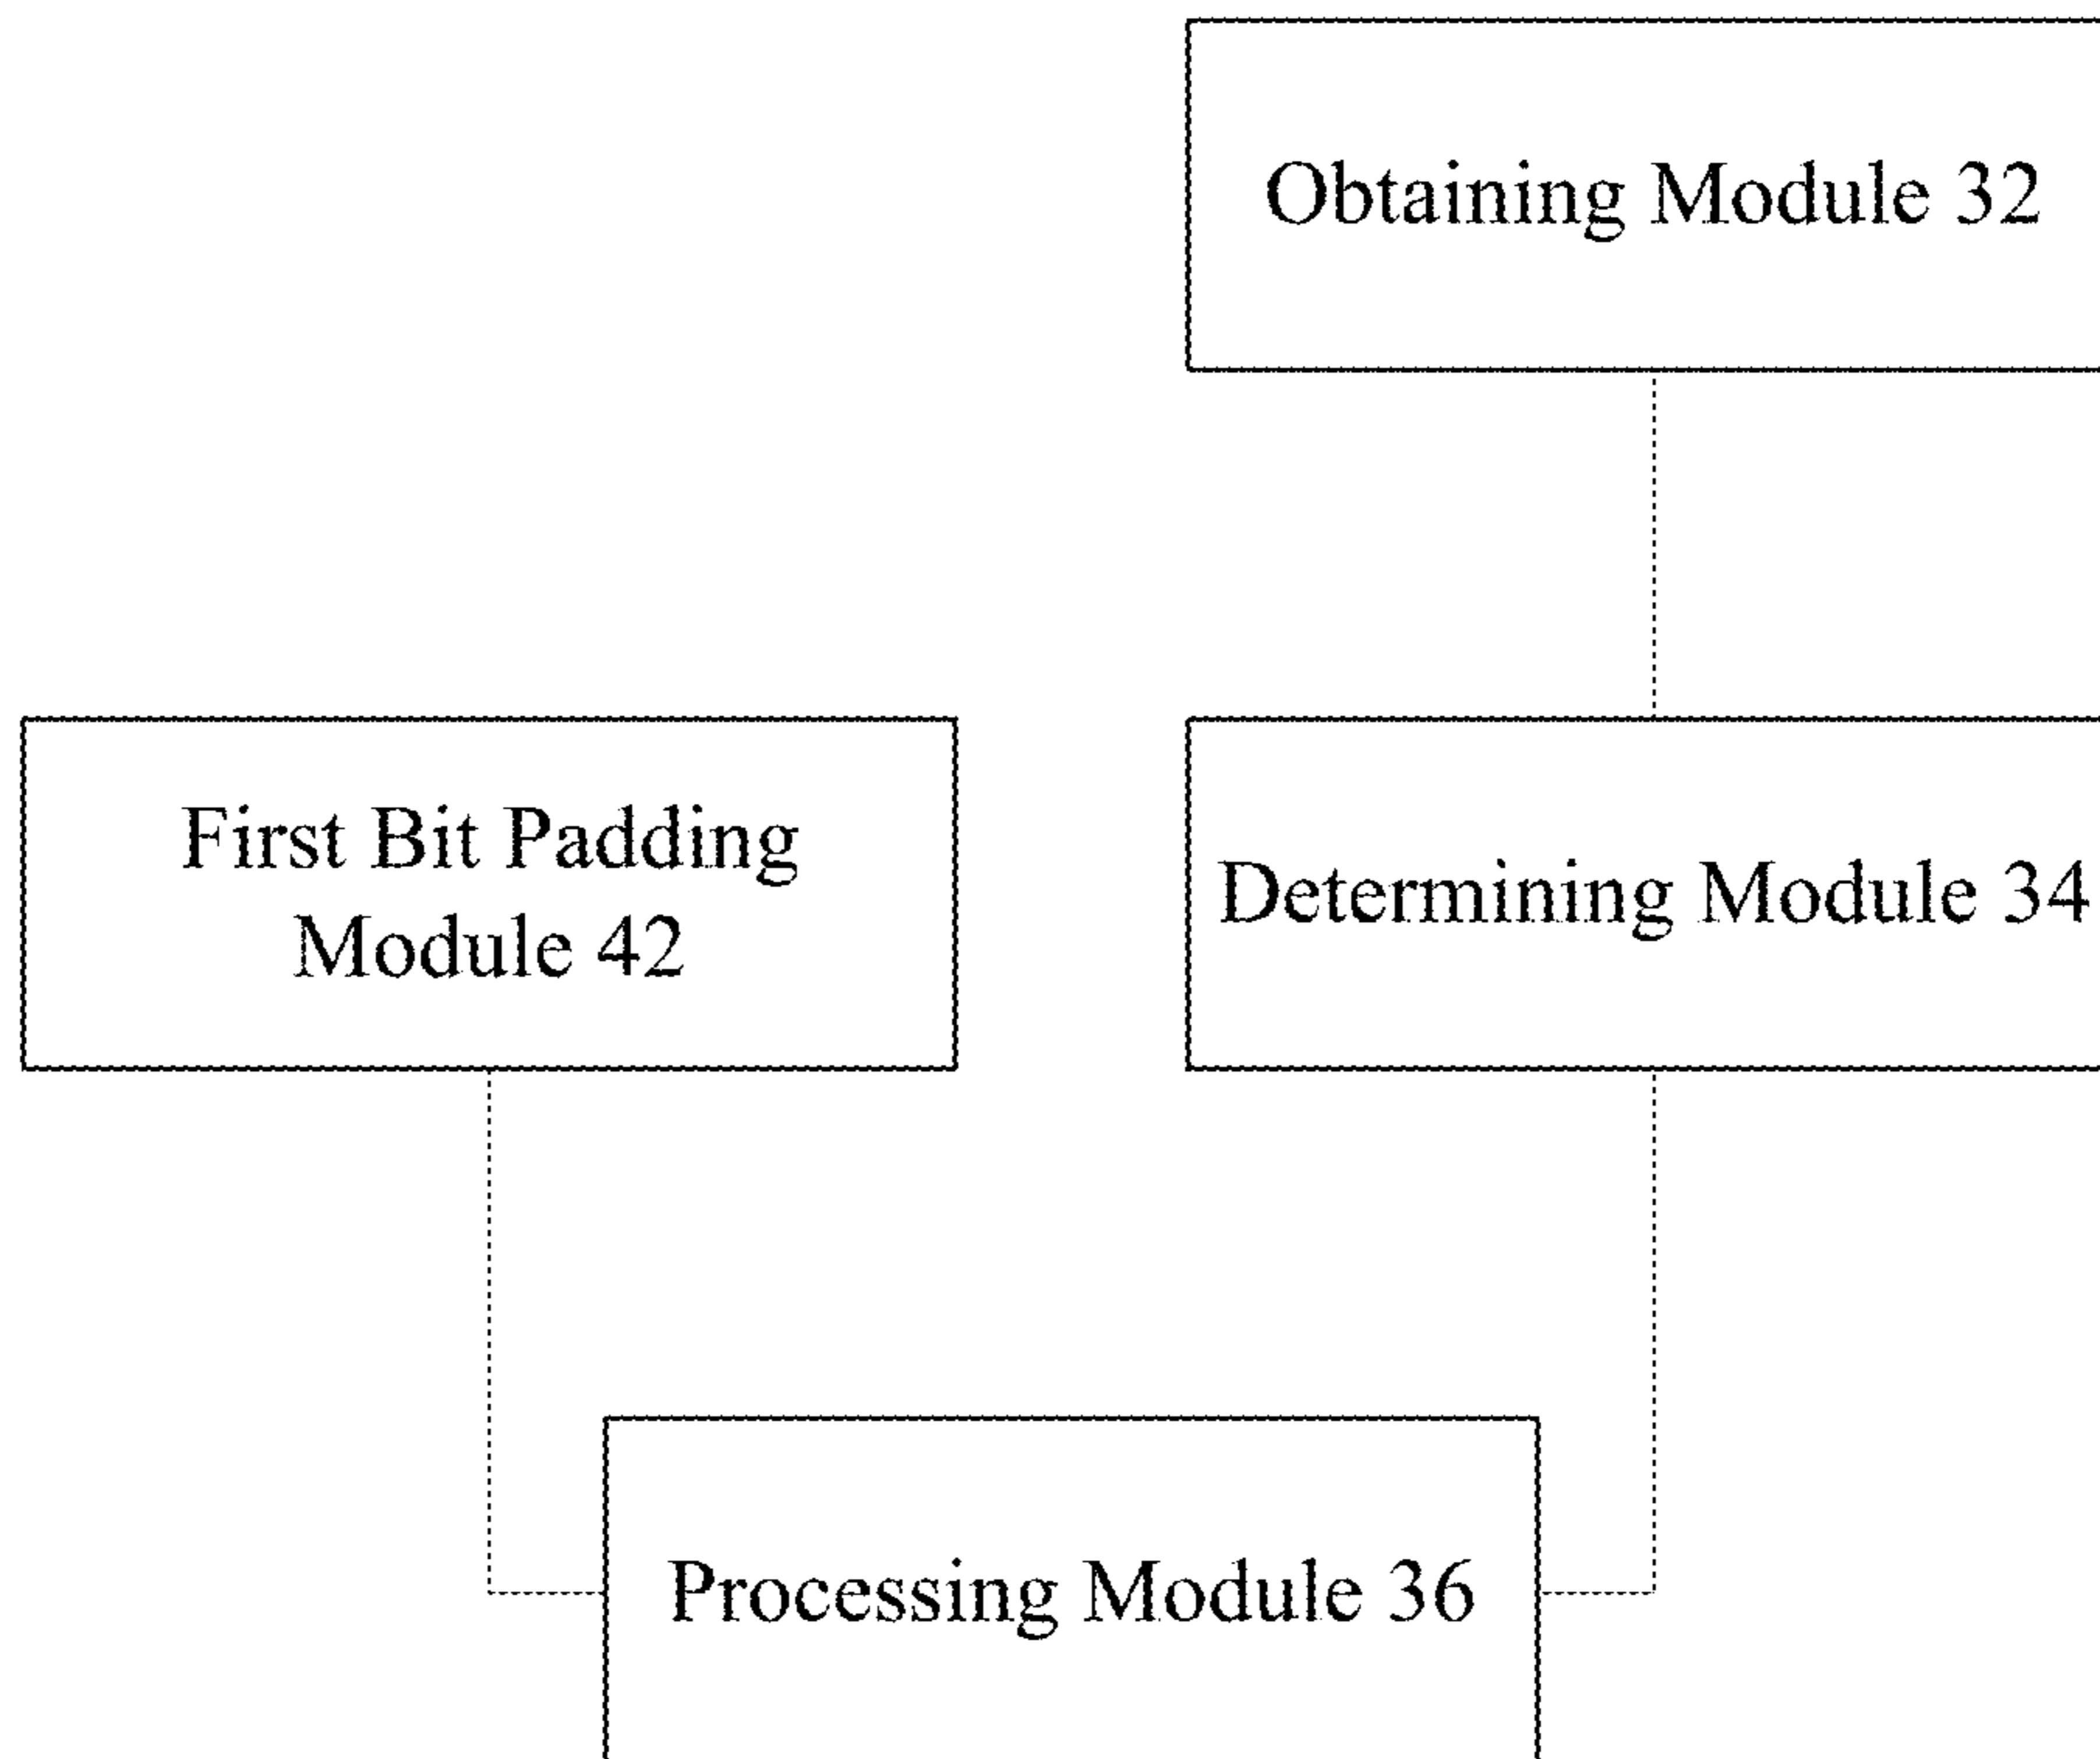 Obtaining Module 32
First Bit Padding
Module 42
Determining Module 34
Processing Module 36